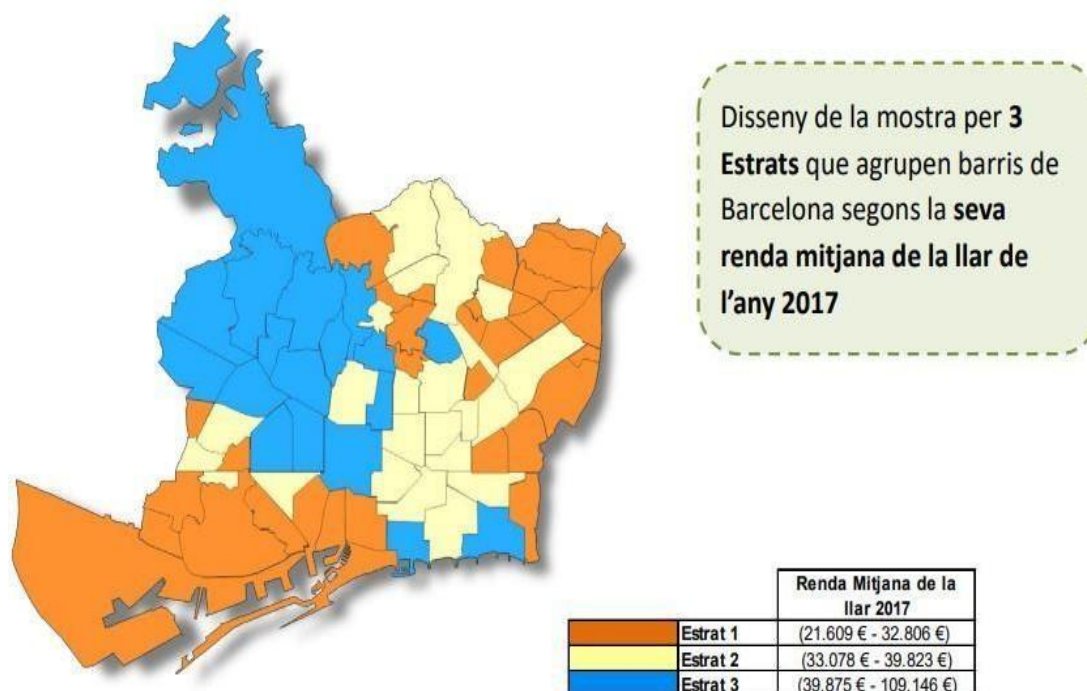 Disseny de la mostra per 3
Estrats que agrupen barris de
Barcelona segons la seva
renda mitjana de la llar de
l'any 2017
Renda Mitjana de la
llar 2017
Estrat 1 (21.609 € - 32.806 €)
Estrat 2 (33.078 € - 39.823 €)
Estrat 3 (39.875 € - 109.146 €)